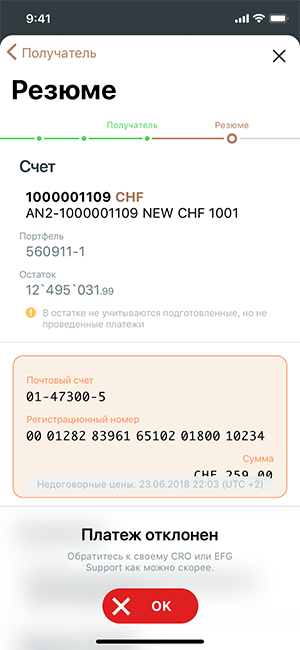 9:41
Получатель
Резюме
Получатель
Резюме
Счет
1000001109 CHF
AN2-1000001109 NEW CHF 1001
Портфель
560911-1
Остаток
12`495`031.99
В остатке не учитываются подготовленные, но не
проведенные платежи
Почтовый счет
01-47300-5
Регистрационный номер
00 01282 83961 65102 01800 10234
Сумма
CHF 259.00
Недоговорные цены. 23.06.2018 22:03 (UTC +2)
Платеж отклонен
Обратитесь к своему CRO или EFG
Support как можно скорее.
OK